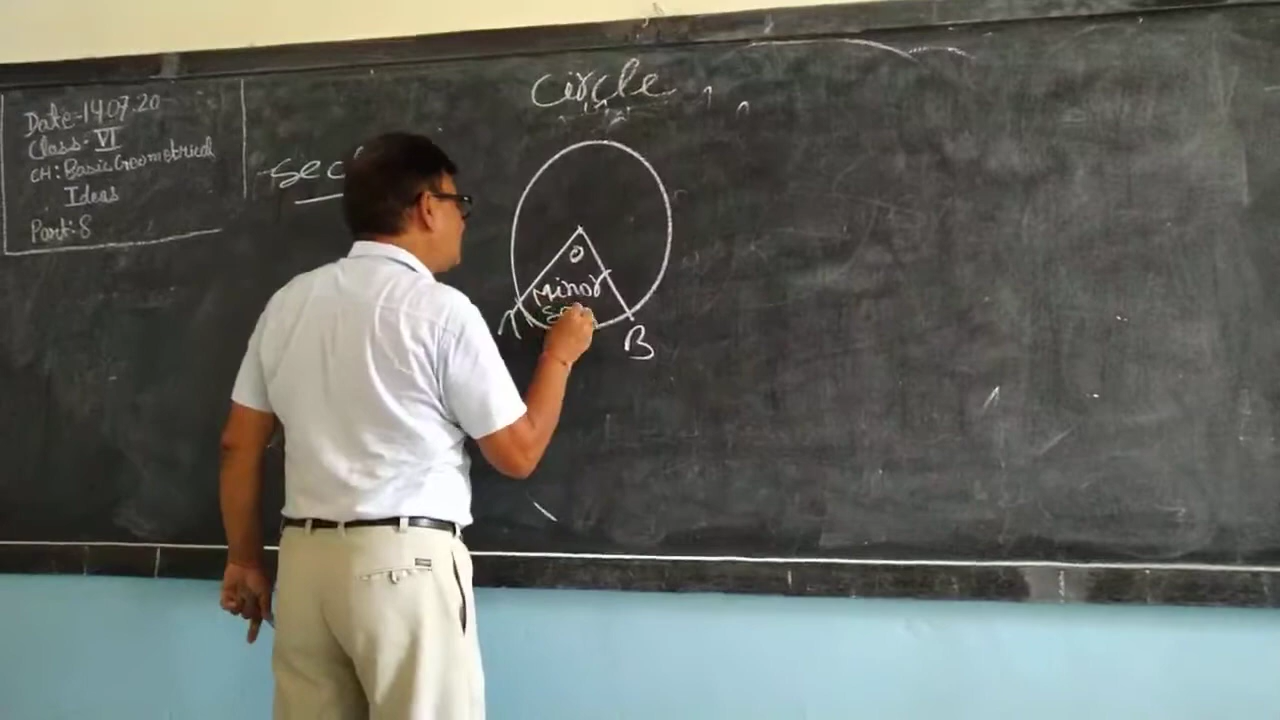 Date-14.07.20
Class-VI
CH: Basic Geometrical
Ideas
Part:8
circle
O
Minor
B